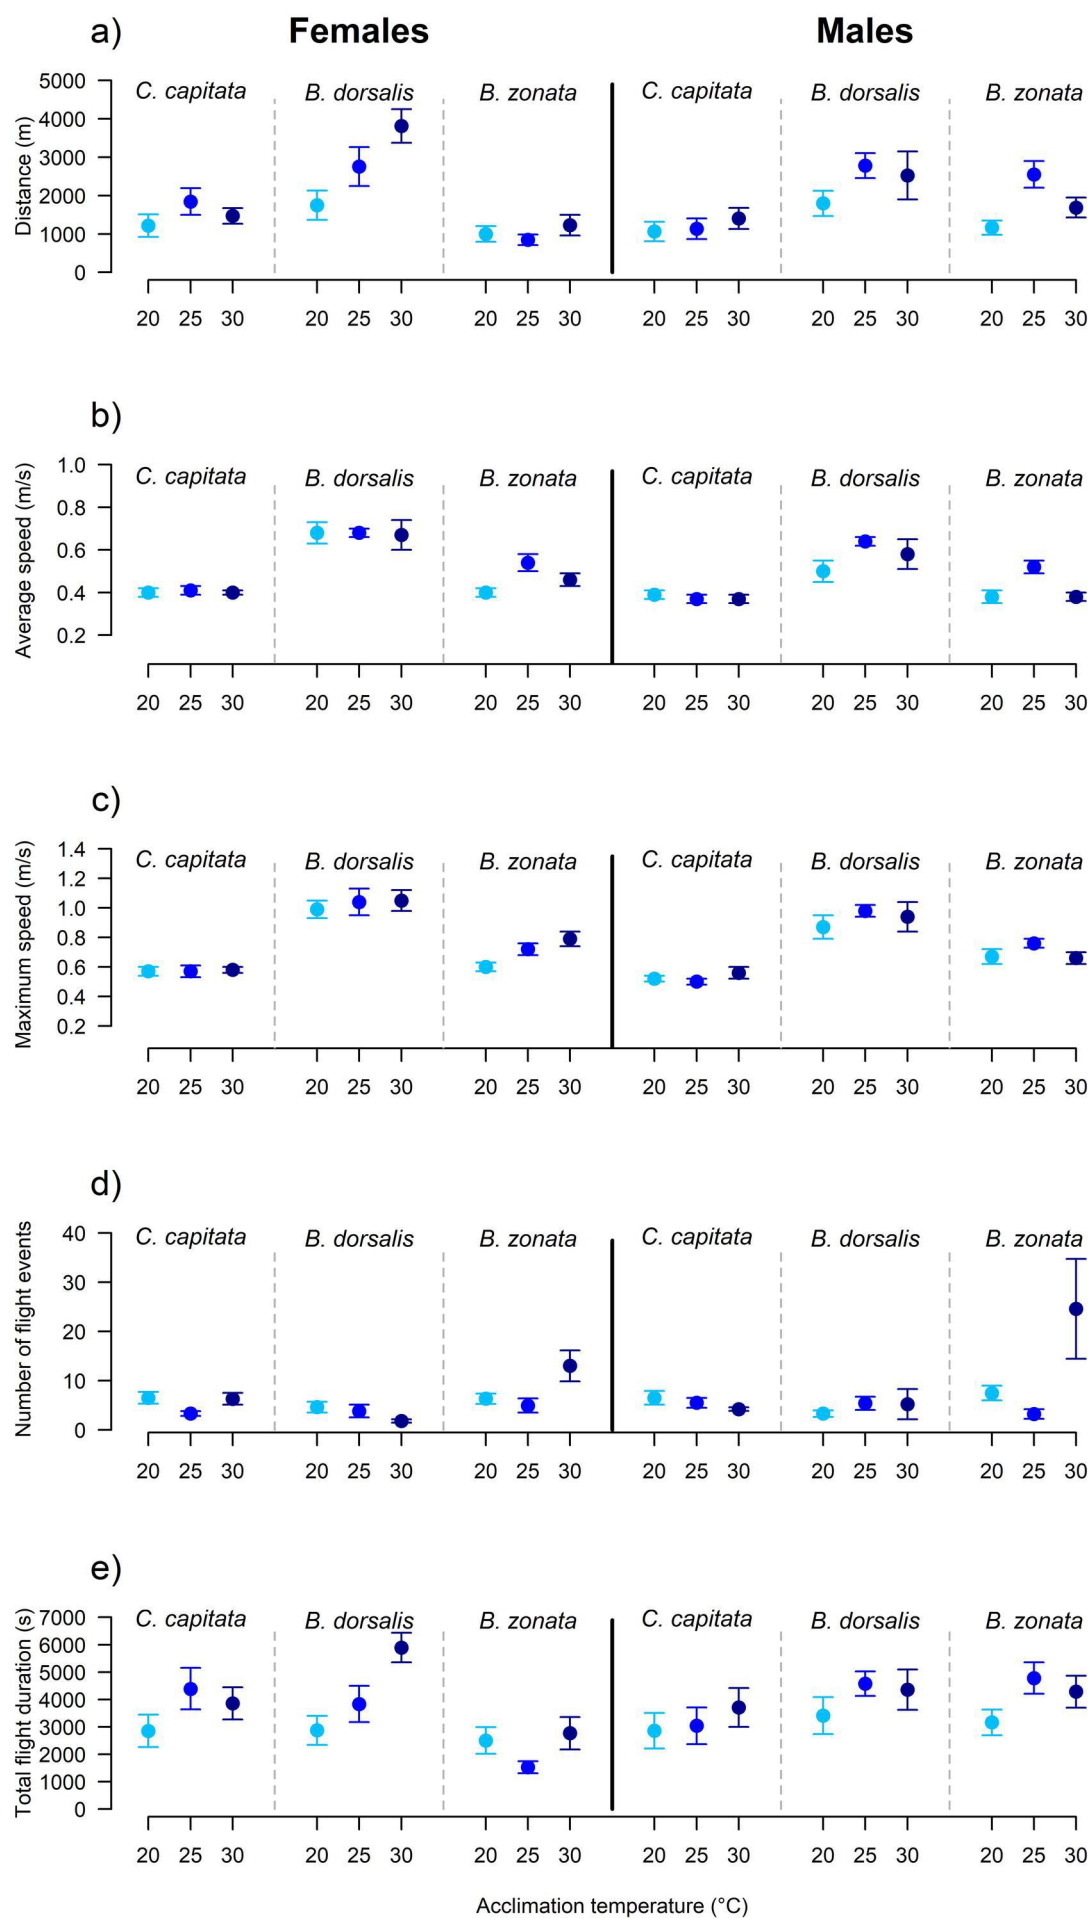 a) Females Males
C. capitata B. dorsalis B. zonata C. capitata B. dorsalis B. zonata
Distance (m)
5000
4000
3000
2000
1000
0
20 25 30 20 25 30 20 25 30 20 25 30 20 25 30 20 25 30
b)
C. capitata B. dorsalis B. zonata C. capitata B. dorsalis B. zonata
Average speed (m/s)
1.0
0.8
0.6
0.4
0.2
20 25 30 20 25 30 20 25 30 20 25 30 20 25 30 20 25 30
c)
C. capitata B. dorsalis B. zonata C. capitata B. dorsalis B. zonata
Maximum speed (m/s)
1.4
1.2
1.0
0.8
0.6
0.4
0.2
20 25 30 20 25 30 20 25 30 20 25 30 20 25 30 20 25 30
d)
C. capitata B. dorsalis B. zonata C. capitata B. dorsalis B. zonata
Number of flight events
40
30
20
10
0
20 25 30 20 25 30 20 25 30 20 25 30 20 25 30 20 25 30
e)
C. capitata B. dorsalis B. zonata C. capitata B. dorsalis B. zonata
Total flight duration (s)
7000
6000
5000
4000
3000
2000
1000
0
20 25 30 20 25 30 20 25 30 20 25 30 20 25 30 20 25 30
Acclimation temperature (°C)